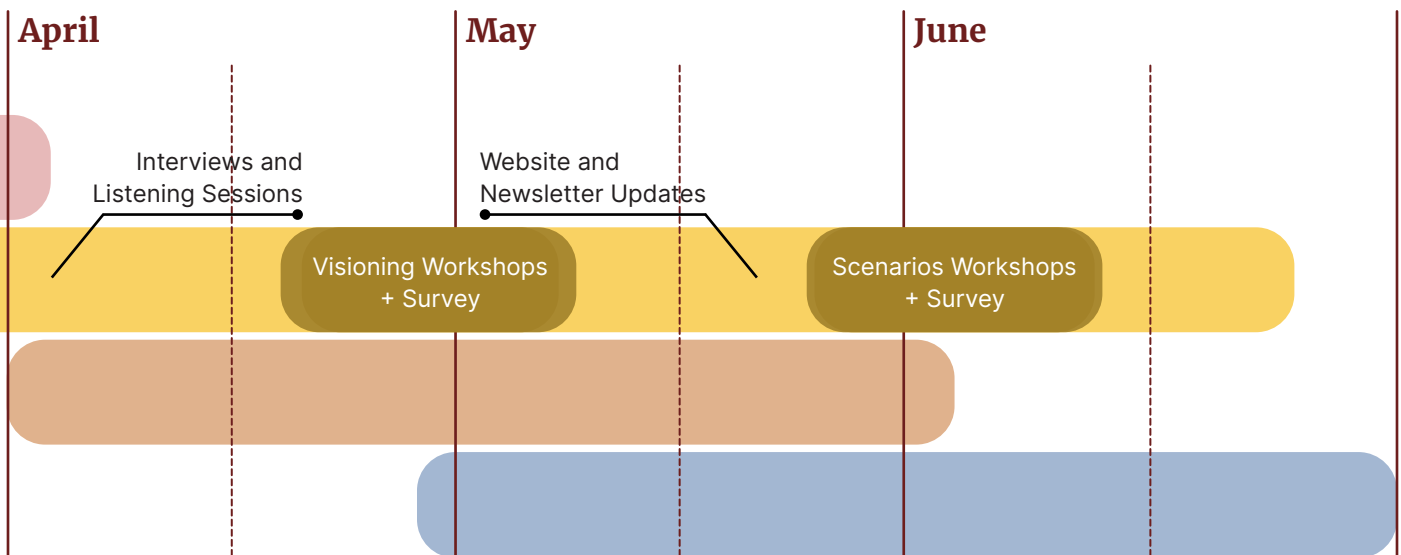 April
May
June
Interviews and
Listening Sessions
Website and
Newsletter Updates
Visioning Workshops
+ Survey
Scenarios Workshops
+ Survey